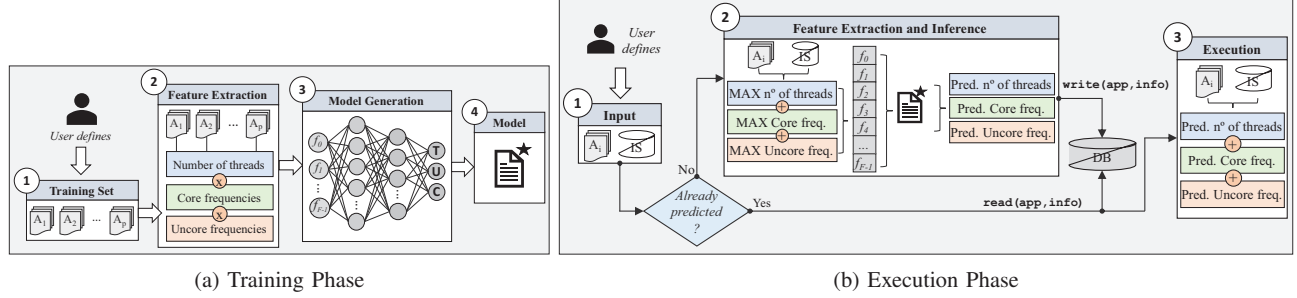 User defines
1
Training Set
A1 A2 ... Ap
2
Feature Extraction
A1 A2 ... Ap
Number of threads
x
Core frequencies
x
Uncore frequencies
3
Model Generation
f0
f1
⋮
fF-1
T
U
C
4
Model
(a) Training Phase
User
defines
1
Input
Ai IS
Already
predicted
?
No
Yes
2
Feature Extraction and Inference
Ai IS
MAX nº of threads
+
MAX Core freq.
+
MAX Uncore freq.
f0
f1
f2
f3
f4
...
fF-1
Pred. nº of threads
Pred. Core freq.
Pred. Uncore freq.
write(app,info)
DB
read(app,info)
3
Execution
Ai IS
Pred. nº of threads
+
Pred. Core freq.
+
Pred. Uncore freq.
(b) Execution Phase